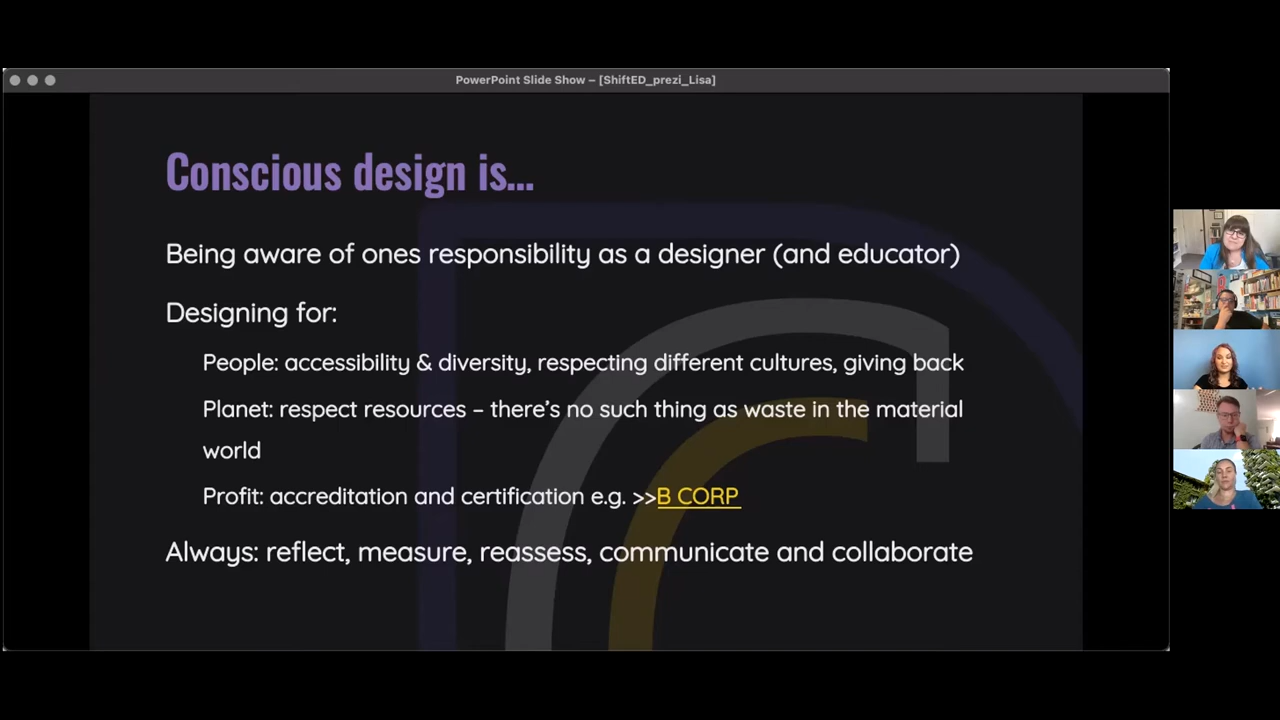 PowerPoint Slide Show – [ShiftED_prezi_Lisa]
Conscious design is...
Being aware of ones responsibility as a designer (and educator)
Designing for:
People: accessibility & diversity, respecting different cultures, giving back
Planet: respect resources – there's no such thing as waste in the material
world
Profit: accreditation and certification e.g. >>B CORP
Always: reflect, measure, reassess, communicate and collaborate